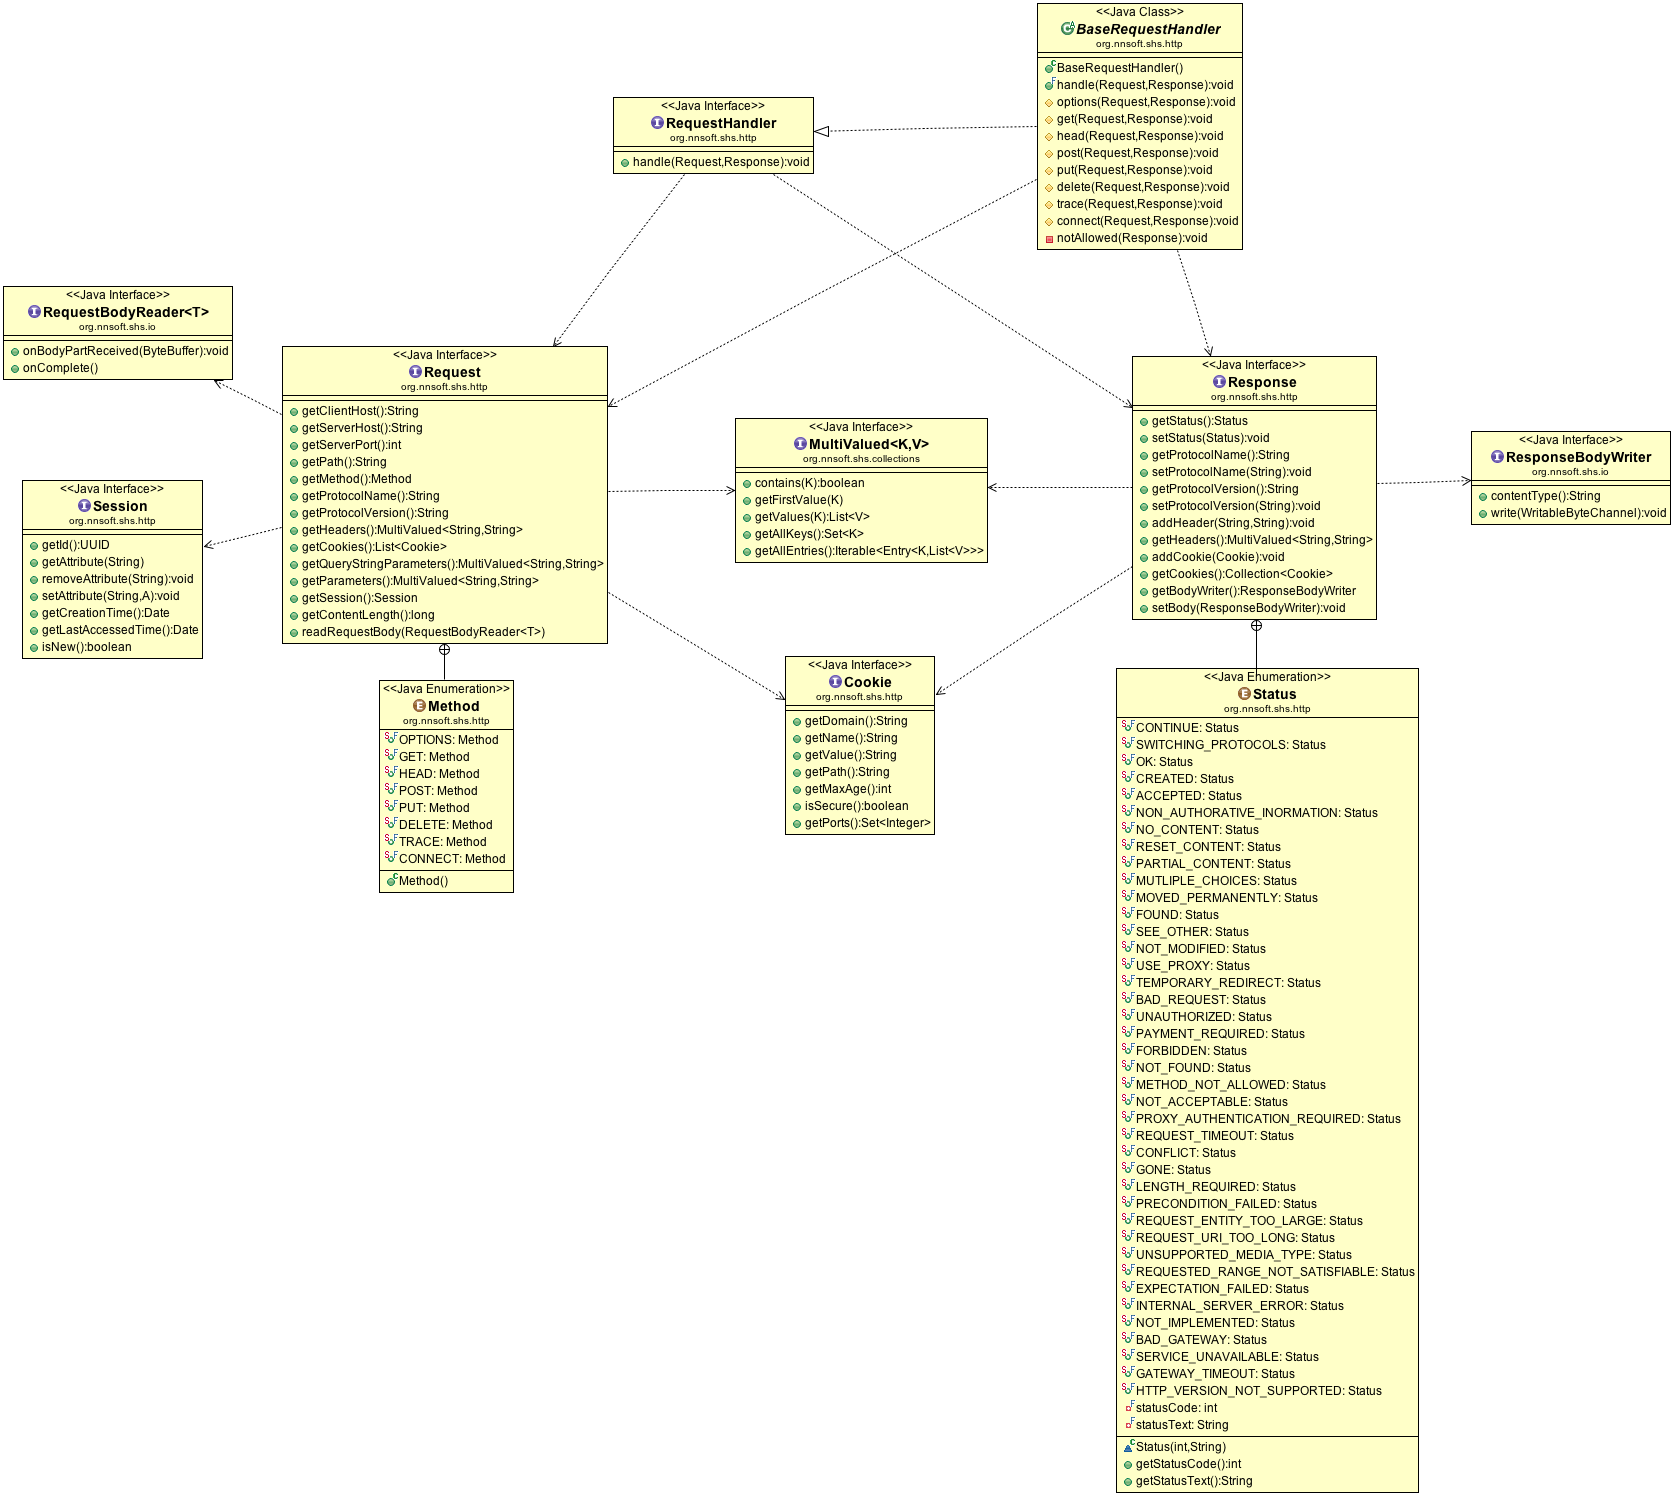 <<Java Class>>
BaseRequestHandler
org.nnsoft.shs.http
BaseRequestHandler()
handle(Request,Response):void
options(Request,Response):void
get(Request,Response):void
head(Request,Response):void
post(Request,Response):void
put(Request,Response):void
delete(Request,Response):void
trace(Request,Response):void
connect(Request,Response):void
notAllowed(Response):void
<<Java Interface>>
RequestHandler
org.nnsoft.shs.http
handle(Request,Response):void
<<Java Interface>>
RequestBodyReader<T>
org.nnsoft.shs.io
onBodyPartReceived(ByteBuffer):void
onComplete()
<<Java Interface>>
Request
org.nnsoft.shs.http
getClientHost():String
getServerHost():String
getServerPort():int
getPath():String
getMethod():Method
getProtocolName():String
getProtocolVersion():String
getHeaders():MultiValued<String,String>
getCookies():List<Cookie>
getQueryStringParameters():MultiValued<String,String>
getParameters():MultiValued<String,String>
getSession():Session
getContentLength():long
readRequestBody(RequestBodyReader<T>)
<<Java Interface>>
Response
org.nnsoft.shs.http
getStatus():Status
setStatus(Status):void
getProtocolName():String
setProtocolName(String):void
getProtocolVersion():String
setProtocolVersion(String):void
addHeader(String,String):void
getHeaders():MultiValued<String,String>
addCookie(Cookie):void
getCookies():Collection<Cookie>
getBodyWriter():ResponseBodyWriter
setBody(ResponseBodyWriter):void
<<Java Interface>>
MultiValued<K,V>
org.nnsoft.shs.collections
contains(K):boolean
getFirstValue(K)
getValues(K):List<V>
getAllKeys():Set<K>
getAllEntries():Iterable<Entry<K,List<V>>>
<<Java Interface>>
ResponseBodyWriter
org.nnsoft.shs.io
contentType():String
write(WritableByteChannel):void
<<Java Interface>>
Session
org.nnsoft.shs.http
getId():UUID
getAttribute(String)
removeAttribute(String):void
setAttribute(String,A):void
getCreationTime():Date
getLastAccessedTime():Date
isNew():boolean
<<Java Enumeration>>
Method
org.nnsoft.shs.http
OPTIONS: Method
GET: Method
HEAD: Method
POST: Method
PUT: Method
DELETE: Method
TRACE: Method
CONNECT: Method
Method()
<<Java Interface>>
Cookie
org.nnsoft.shs.http
getDomain():String
getName():String
getValue():String
getPath():String
getMaxAge():int
isSecure():boolean
getPorts():Set<Integer>
<<Java Enumeration>>
Status
org.nnsoft.shs.http
CONTINUE: Status
SWITCHING_PROTOCOLS: Status
OK: Status
CREATED: Status
ACCEPTED: Status
NON_AUTHORATIVE_INORMATION: Status
NO_CONTENT: Status
RESET_CONTENT: Status
PARTIAL_CONTENT: Status
MUTLIPLE_CHOICES: Status
MOVED_PERMANENTLY: Status
FOUND: Status
SEE_OTHER: Status
NOT_MODIFIED: Status
USE_PROXY: Status
TEMPORARY_REDIRECT: Status
BAD_REQUEST: Status
UNAUTHORIZED: Status
PAYMENT_REQUIRED: Status
FORBIDDEN: Status
NOT_FOUND: Status
METHOD_NOT_ALLOWED: Status
NOT_ACCEPTABLE: Status
PROXY_AUTHENTICATION_REQUIRED: Status
REQUEST_TIMEOUT: Status
CONFLICT: Status
GONE: Status
LENGTH_REQUIRED: Status
PRECONDITION_FAILED: Status
REQUEST_ENTITY_TOO_LARGE: Status
REQUEST_URI_TOO_LONG: Status
UNSUPPORTED_MEDIA_TYPE: Status
REQUESTED_RANGE_NOT_SATISFIABLE: Status
EXPECTATION_FAILED: Status
INTERNAL_SERVER_ERROR: Status
NOT_IMPLEMENTED: Status
BAD_GATEWAY: Status
SERVICE_UNAVAILABLE: Status
GATEWAY_TIMEOUT: Status
HTTP_VERSION_NOT_SUPPORTED: Status
statusCode: int
statusText: String
Status(int,String)
getStatusCode():int
getStatusText():String